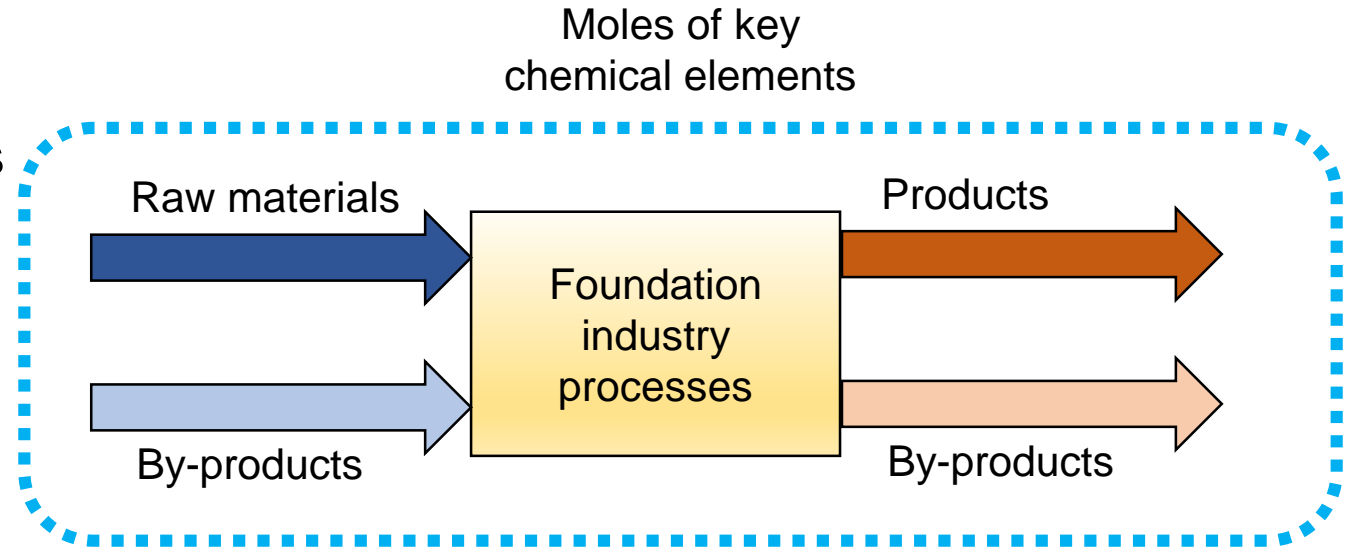 Moles of key
chemical elements
s
Raw materials
Products
Foundation
industry
processes
By-products
By-products